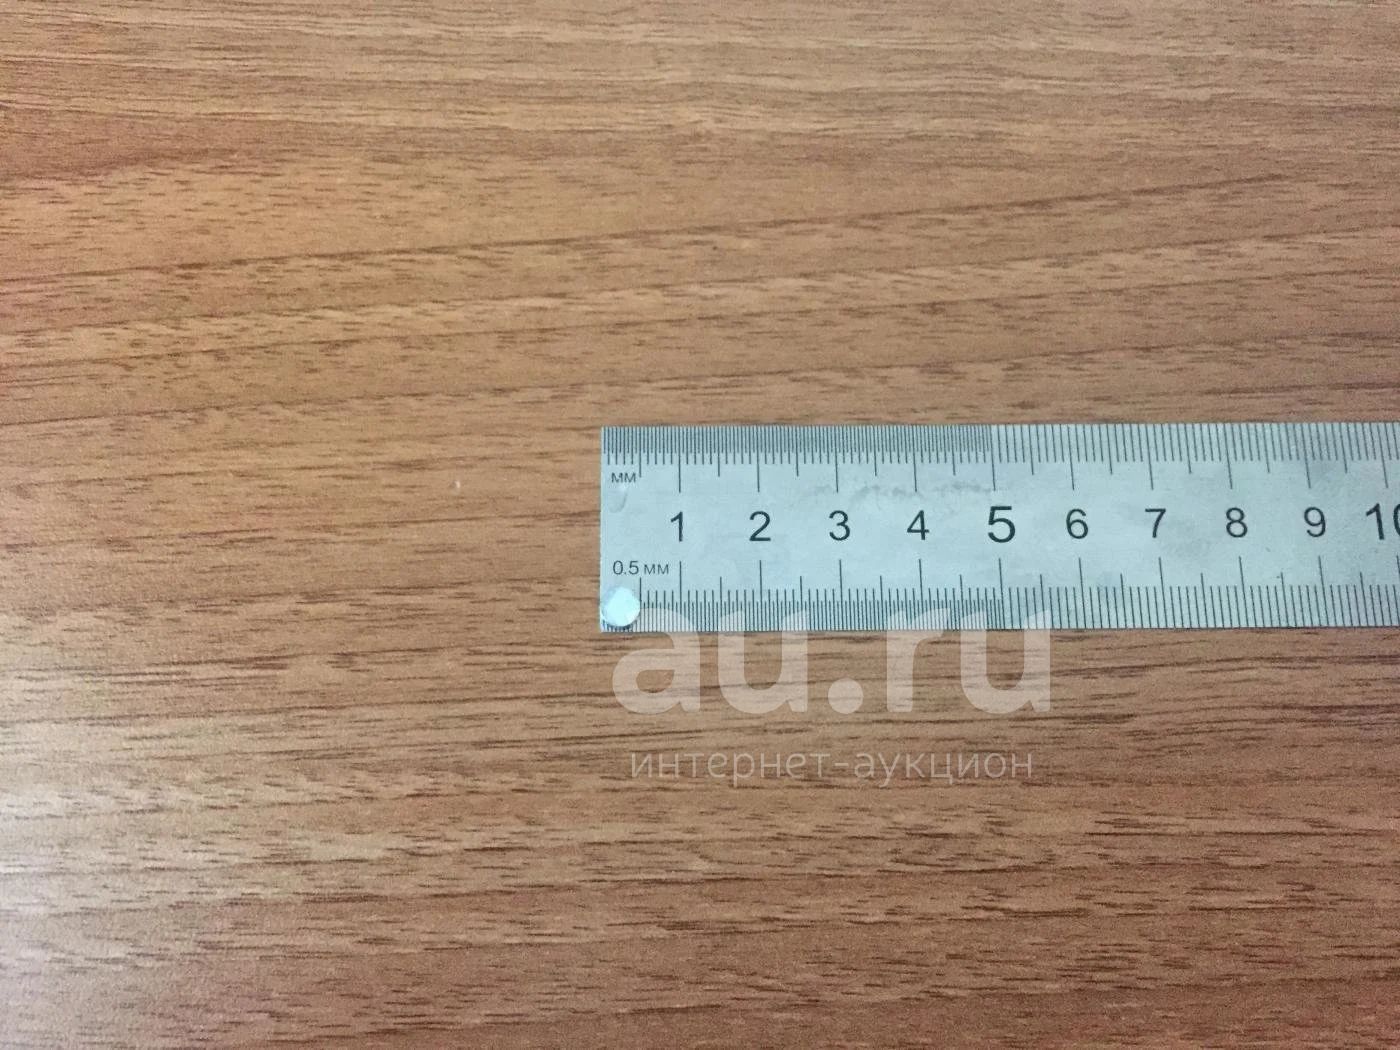 мм
1 2 3 4 5 6 7 8 9 10
0.5 мм
au.ru
интернет-аукцион